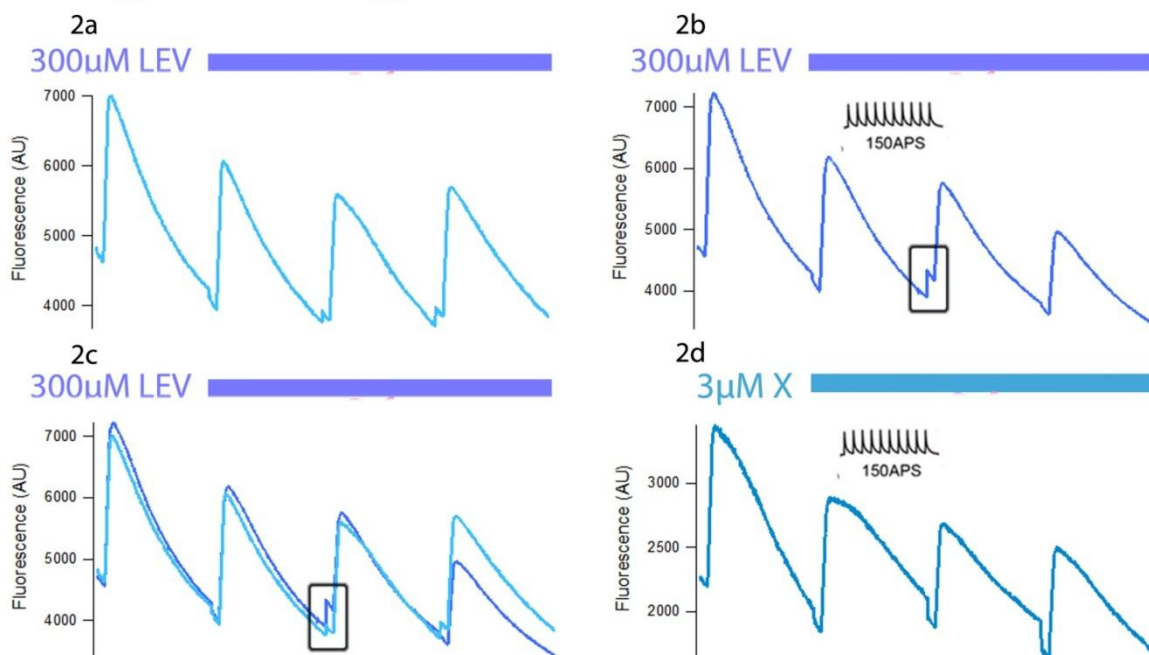 2a
300µM LEV
7000
6000
5000
4000
Fluorescence (AU)
2b
300µM LEV
150APS
7000
6000
5000
4000
Fluorescence (AU)
2c
300µM LEV
7000
6000
5000
4000
Fluorescence (AU)
2d
3µM X
150APS
3000
2500
2000
Fluorescence (AU)